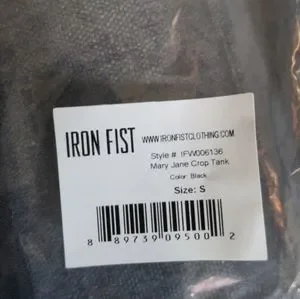 IRON FIST WWW.IRONFISTCLOTHING.COM
Style #: IFW006136
Mary Jane Crop Tank
Color: Black
Size: S
8 89739 09500 2